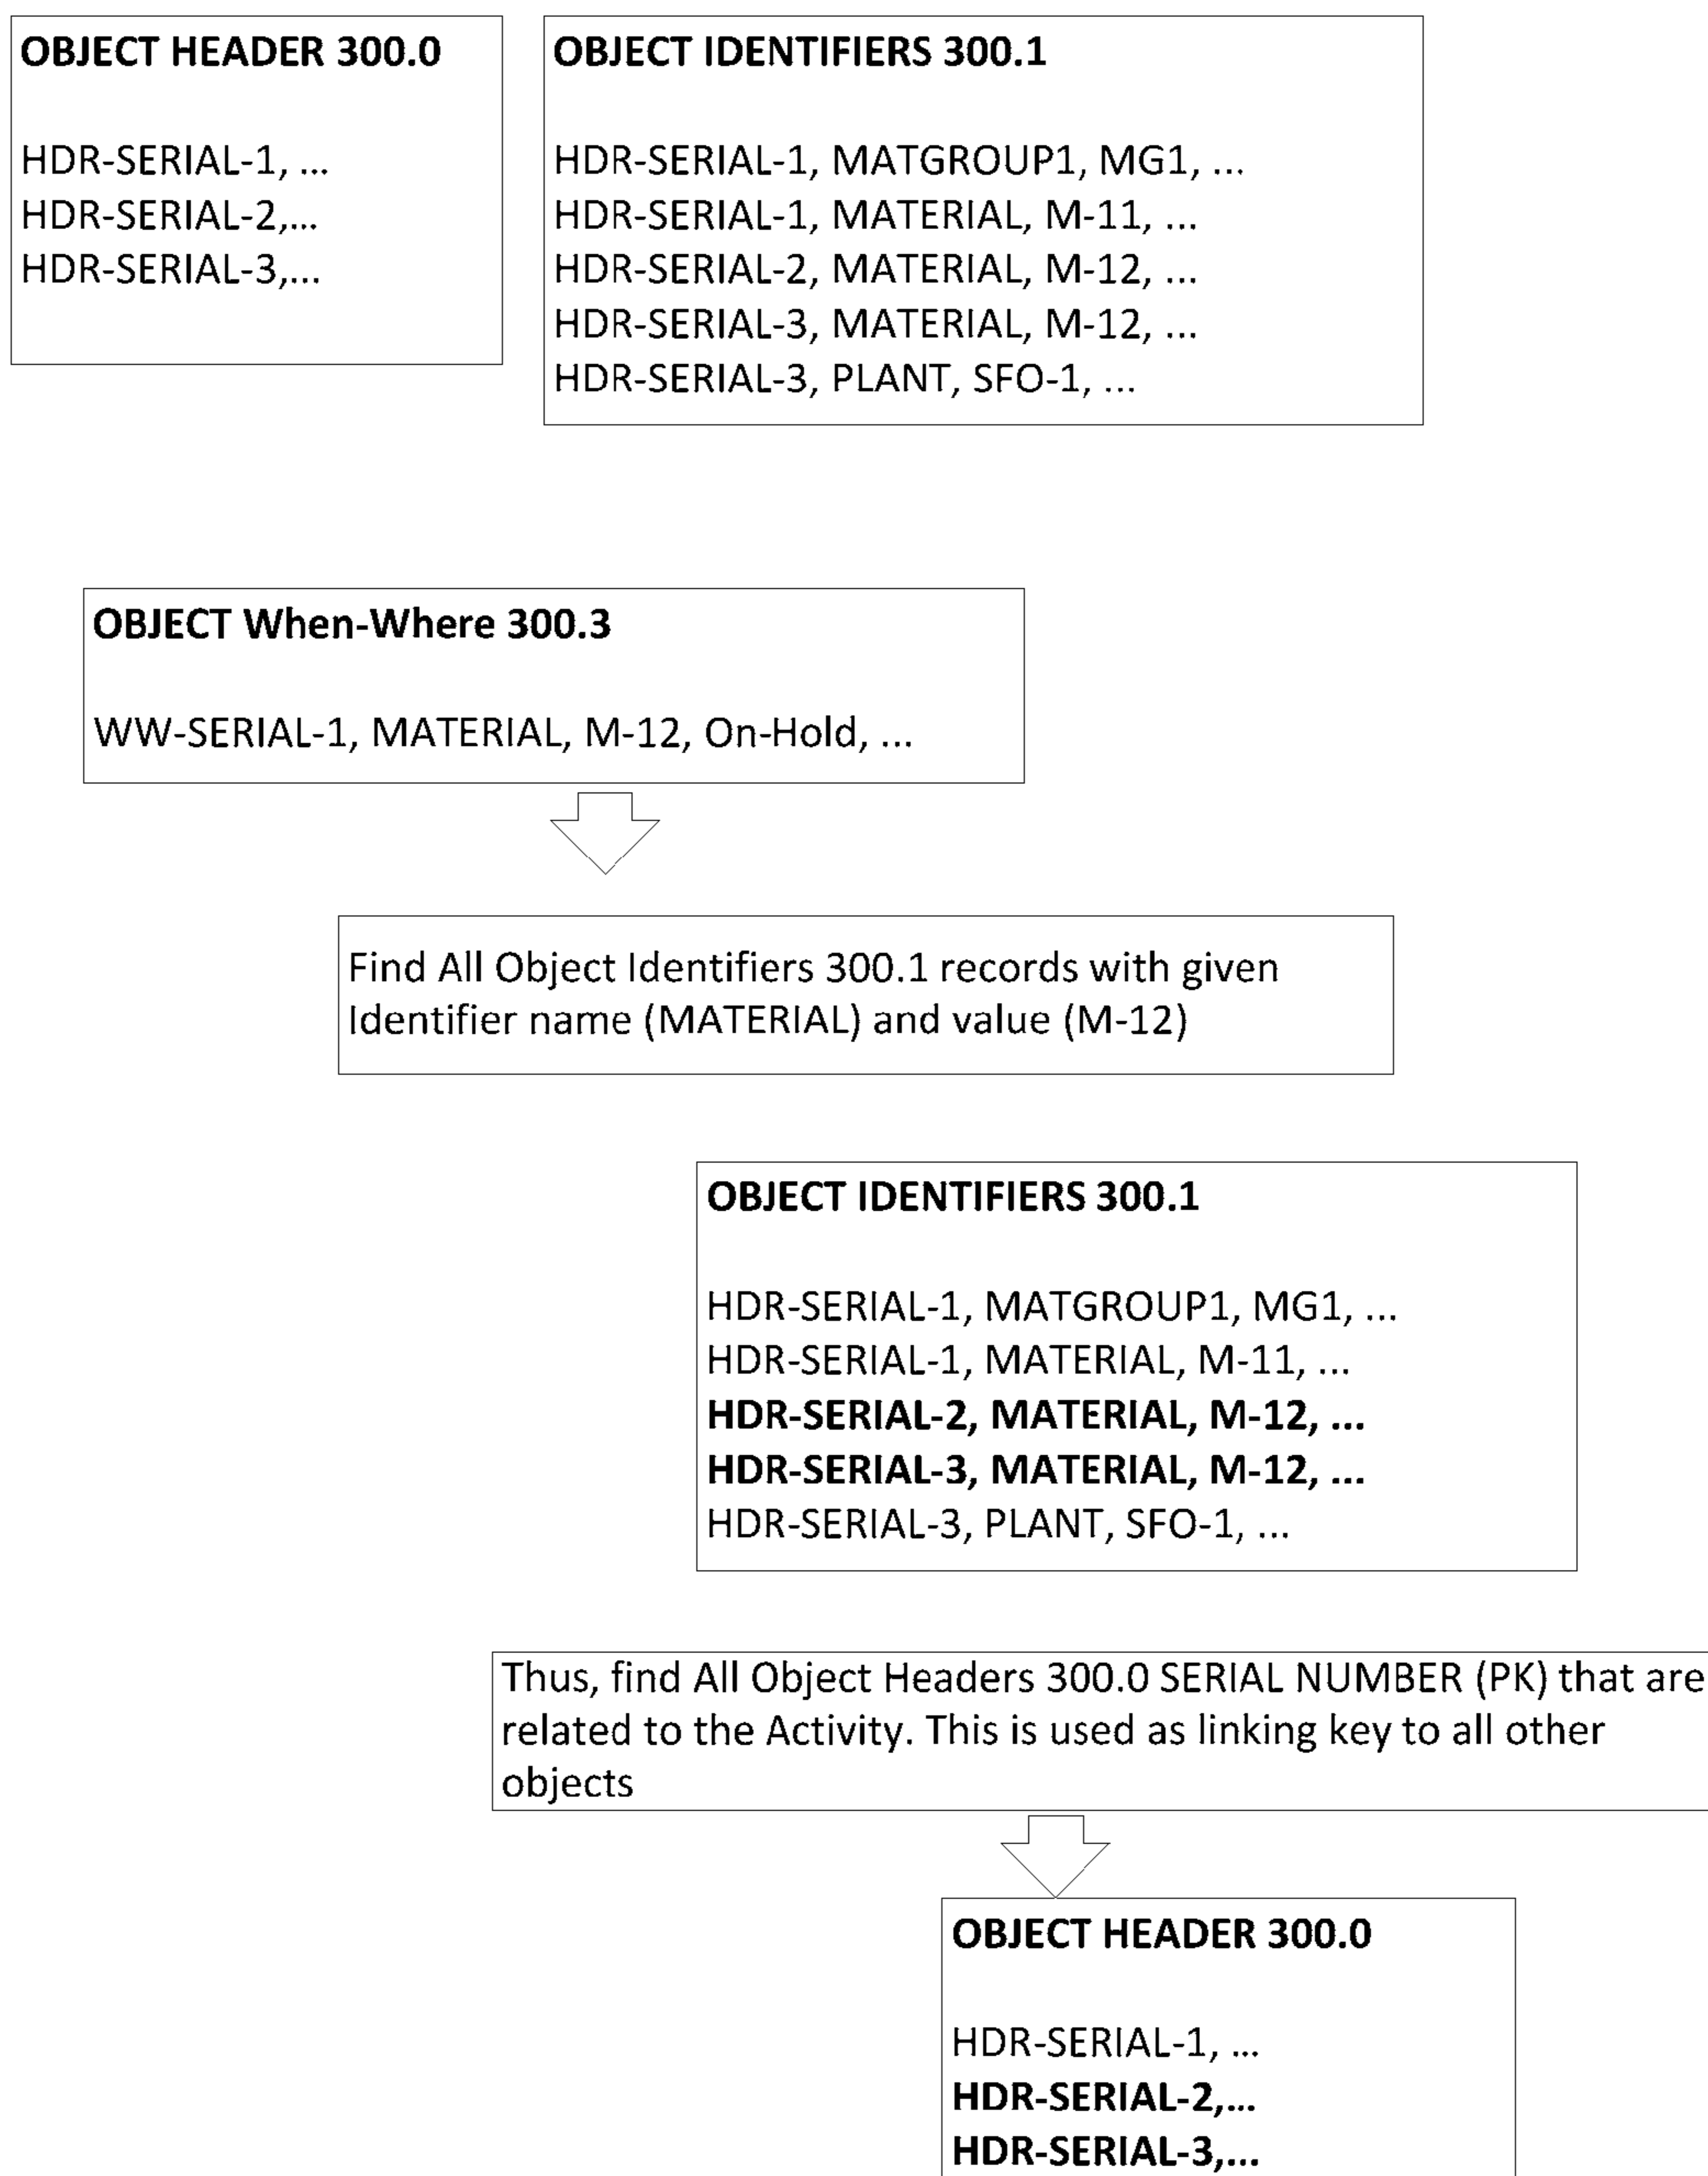 OBJECT HEADER 300.0
HDR-SERIAL-1, ...
HDR-SERIAL-2,...
HDR-SERIAL-3,...
OBJECT IDENTIFIERS 300.1
HDR-SERIAL-1, MATGROUP1, MG1, ...
HDR-SERIAL-1, MATERIAL, M-11, ...
HDR-SERIAL-2, MATERIAL, M-12, ...
HDR-SERIAL-3, MATERIAL, M-12, ...
HDR-SERIAL-3, PLANT, SFO-1, ...
OBJECT When-Where 300.3
WW-SERIAL-1, MATERIAL, M-12, On-Hold, ...
Find All Object Identifiers 300.1 records with given
Identifier name (MATERIAL) and value (M-12)
OBJECT IDENTIFIERS 300.1
HDR-SERIAL-1, MATGROUP1, MG1, ...
HDR-SERIAL-1, MATERIAL, M-11, ...
HDR-SERIAL-2, MATERIAL, M-12, ...
HDR-SERIAL-3, MATERIAL, M-12, ...
HDR-SERIAL-3, PLANT, SFO-1, ...
Thus, find All Object Headers 300.0 SERIAL NUMBER (PK) that are
related to the Activity. This is used as linking key to all other
objects
OBJECT HEADER 300.0
HDR-SERIAL-1, ...
HDR-SERIAL-2,...
HDR-SERIAL-3,...